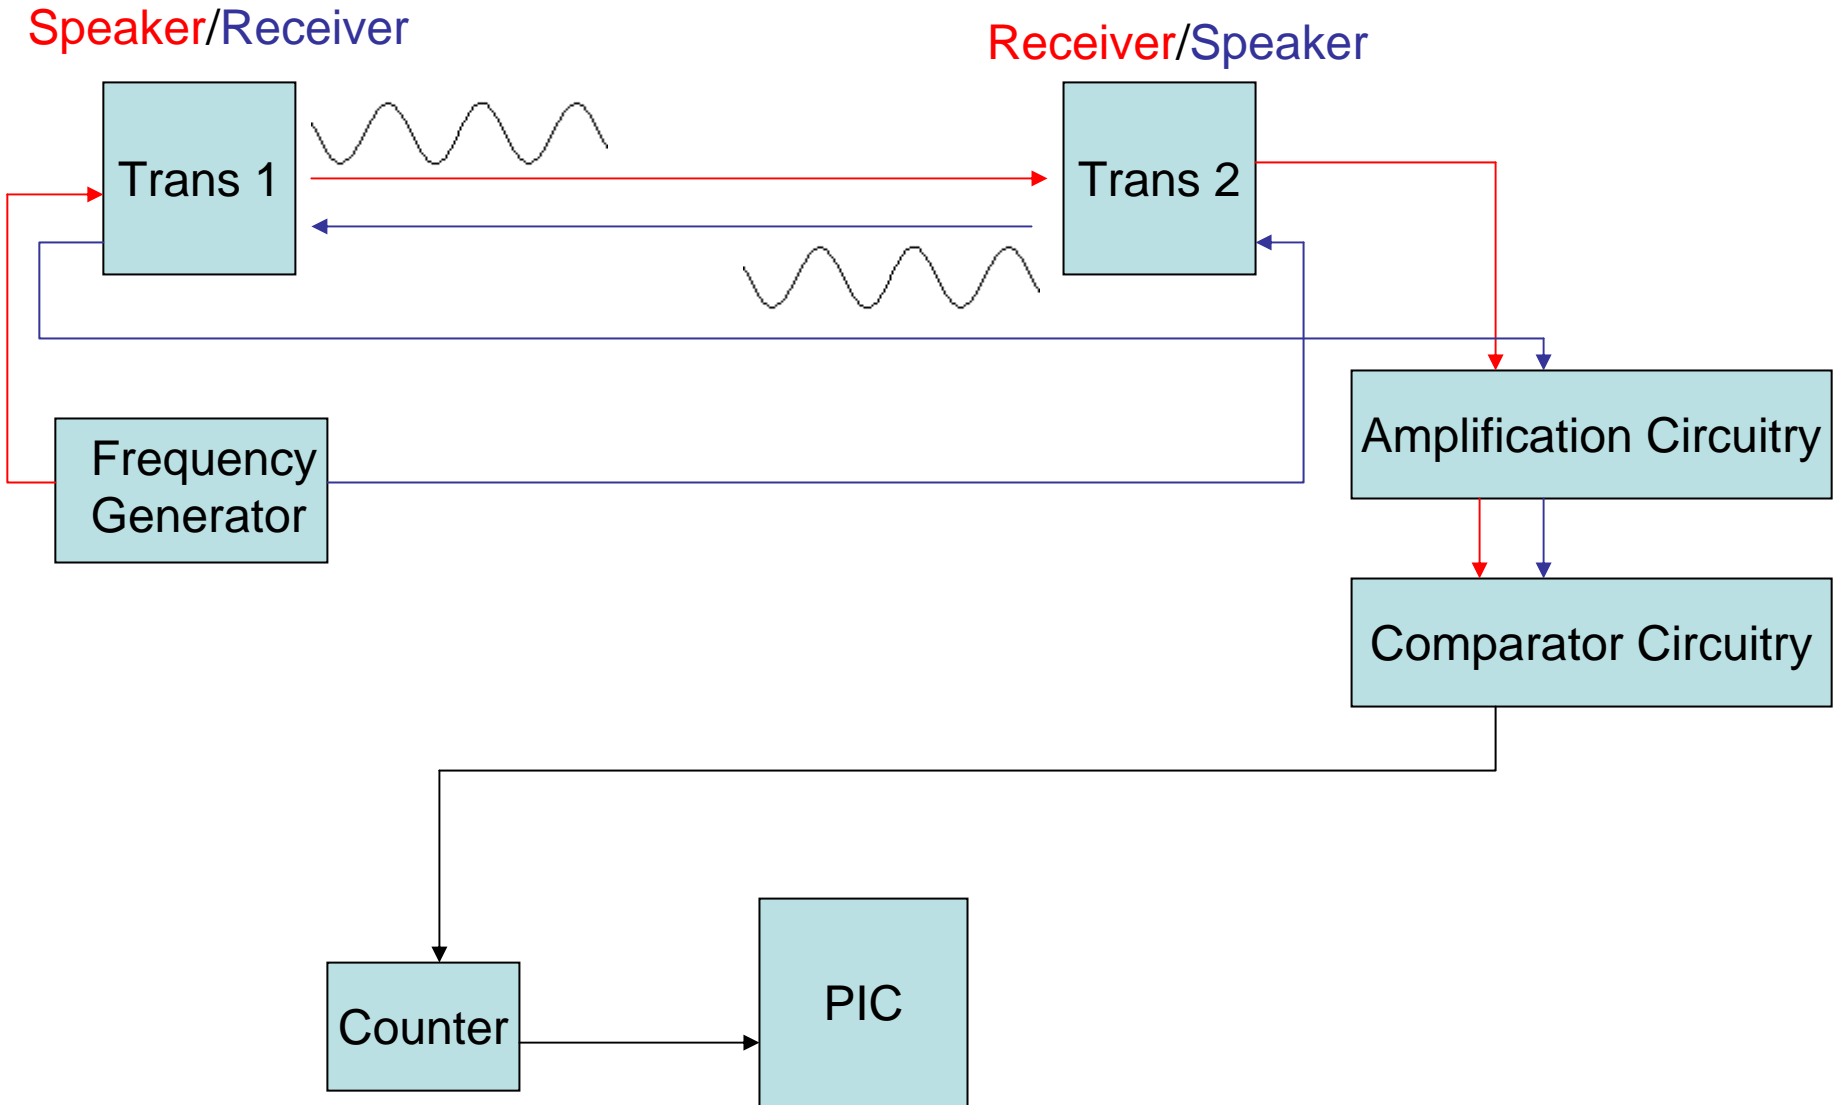 Speaker/Receiver
Receiver/Speaker
Trans 1
Trans 2
Frequency
Generator
Amplification Circuitry
Comparator Circuitry
Counter
PIC